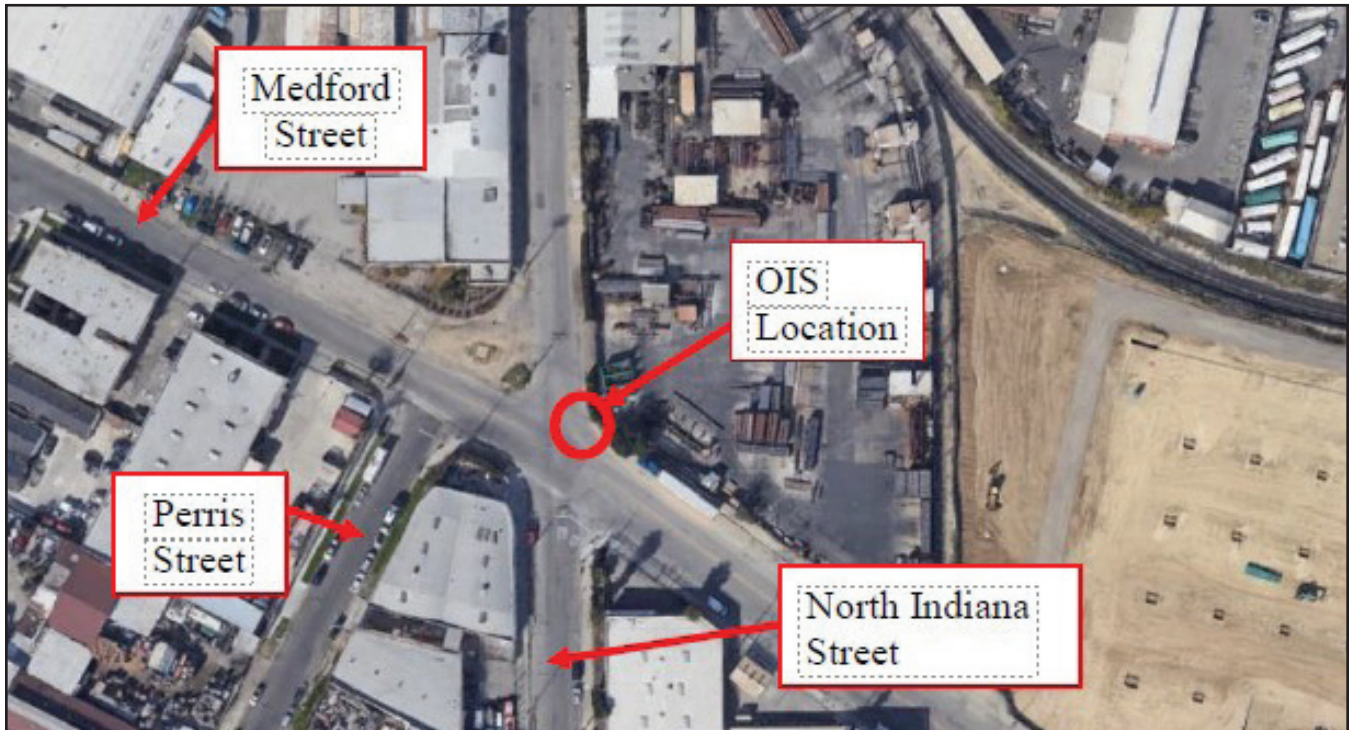 Medford
Street
OIS
Location
Perris
Street
North Indiana
Street